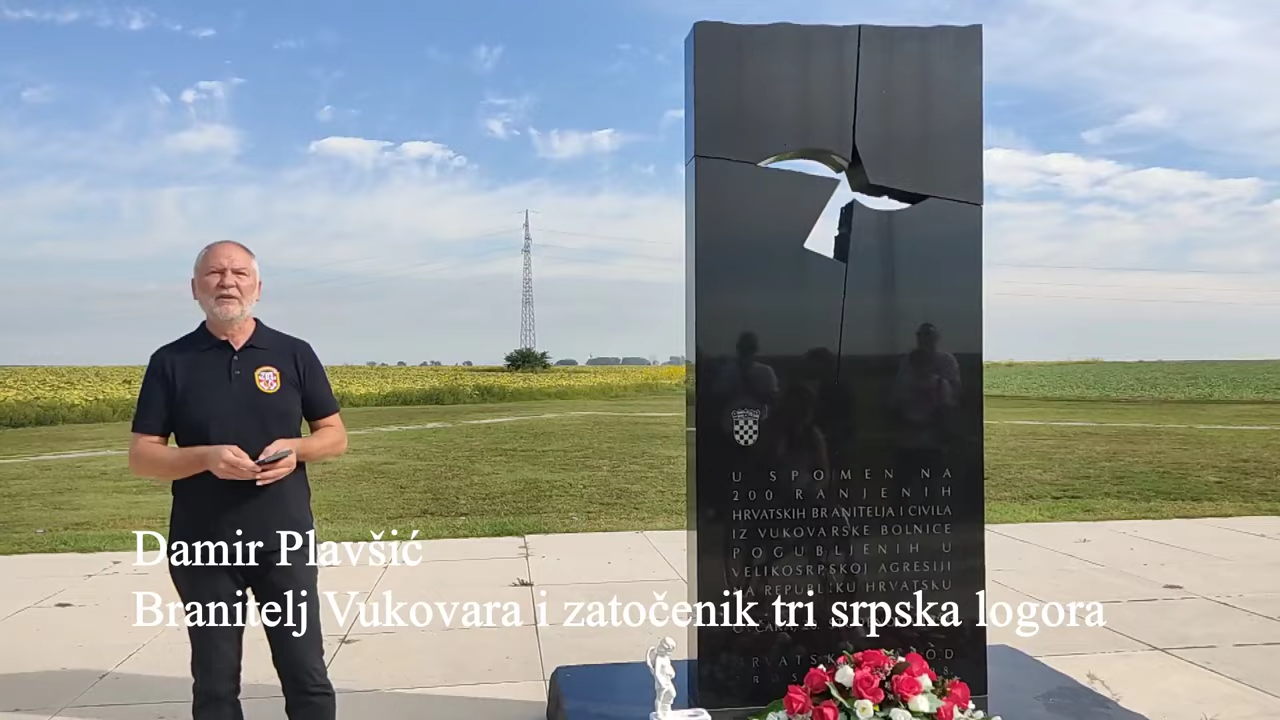 U SPOMEN NA
200 RANJENIH
HRVATSKIH BRANITELJA I CIVILA
IZ VUKOVARSKE BOLNICE
POGUBLJENIH U
VELIKOSRPSKOJ AGRESIJI
NA REPUBLIKU HRVATSKU
Damir Plavšić
Branitelj Vukovara i zatočenik tri srpska logora